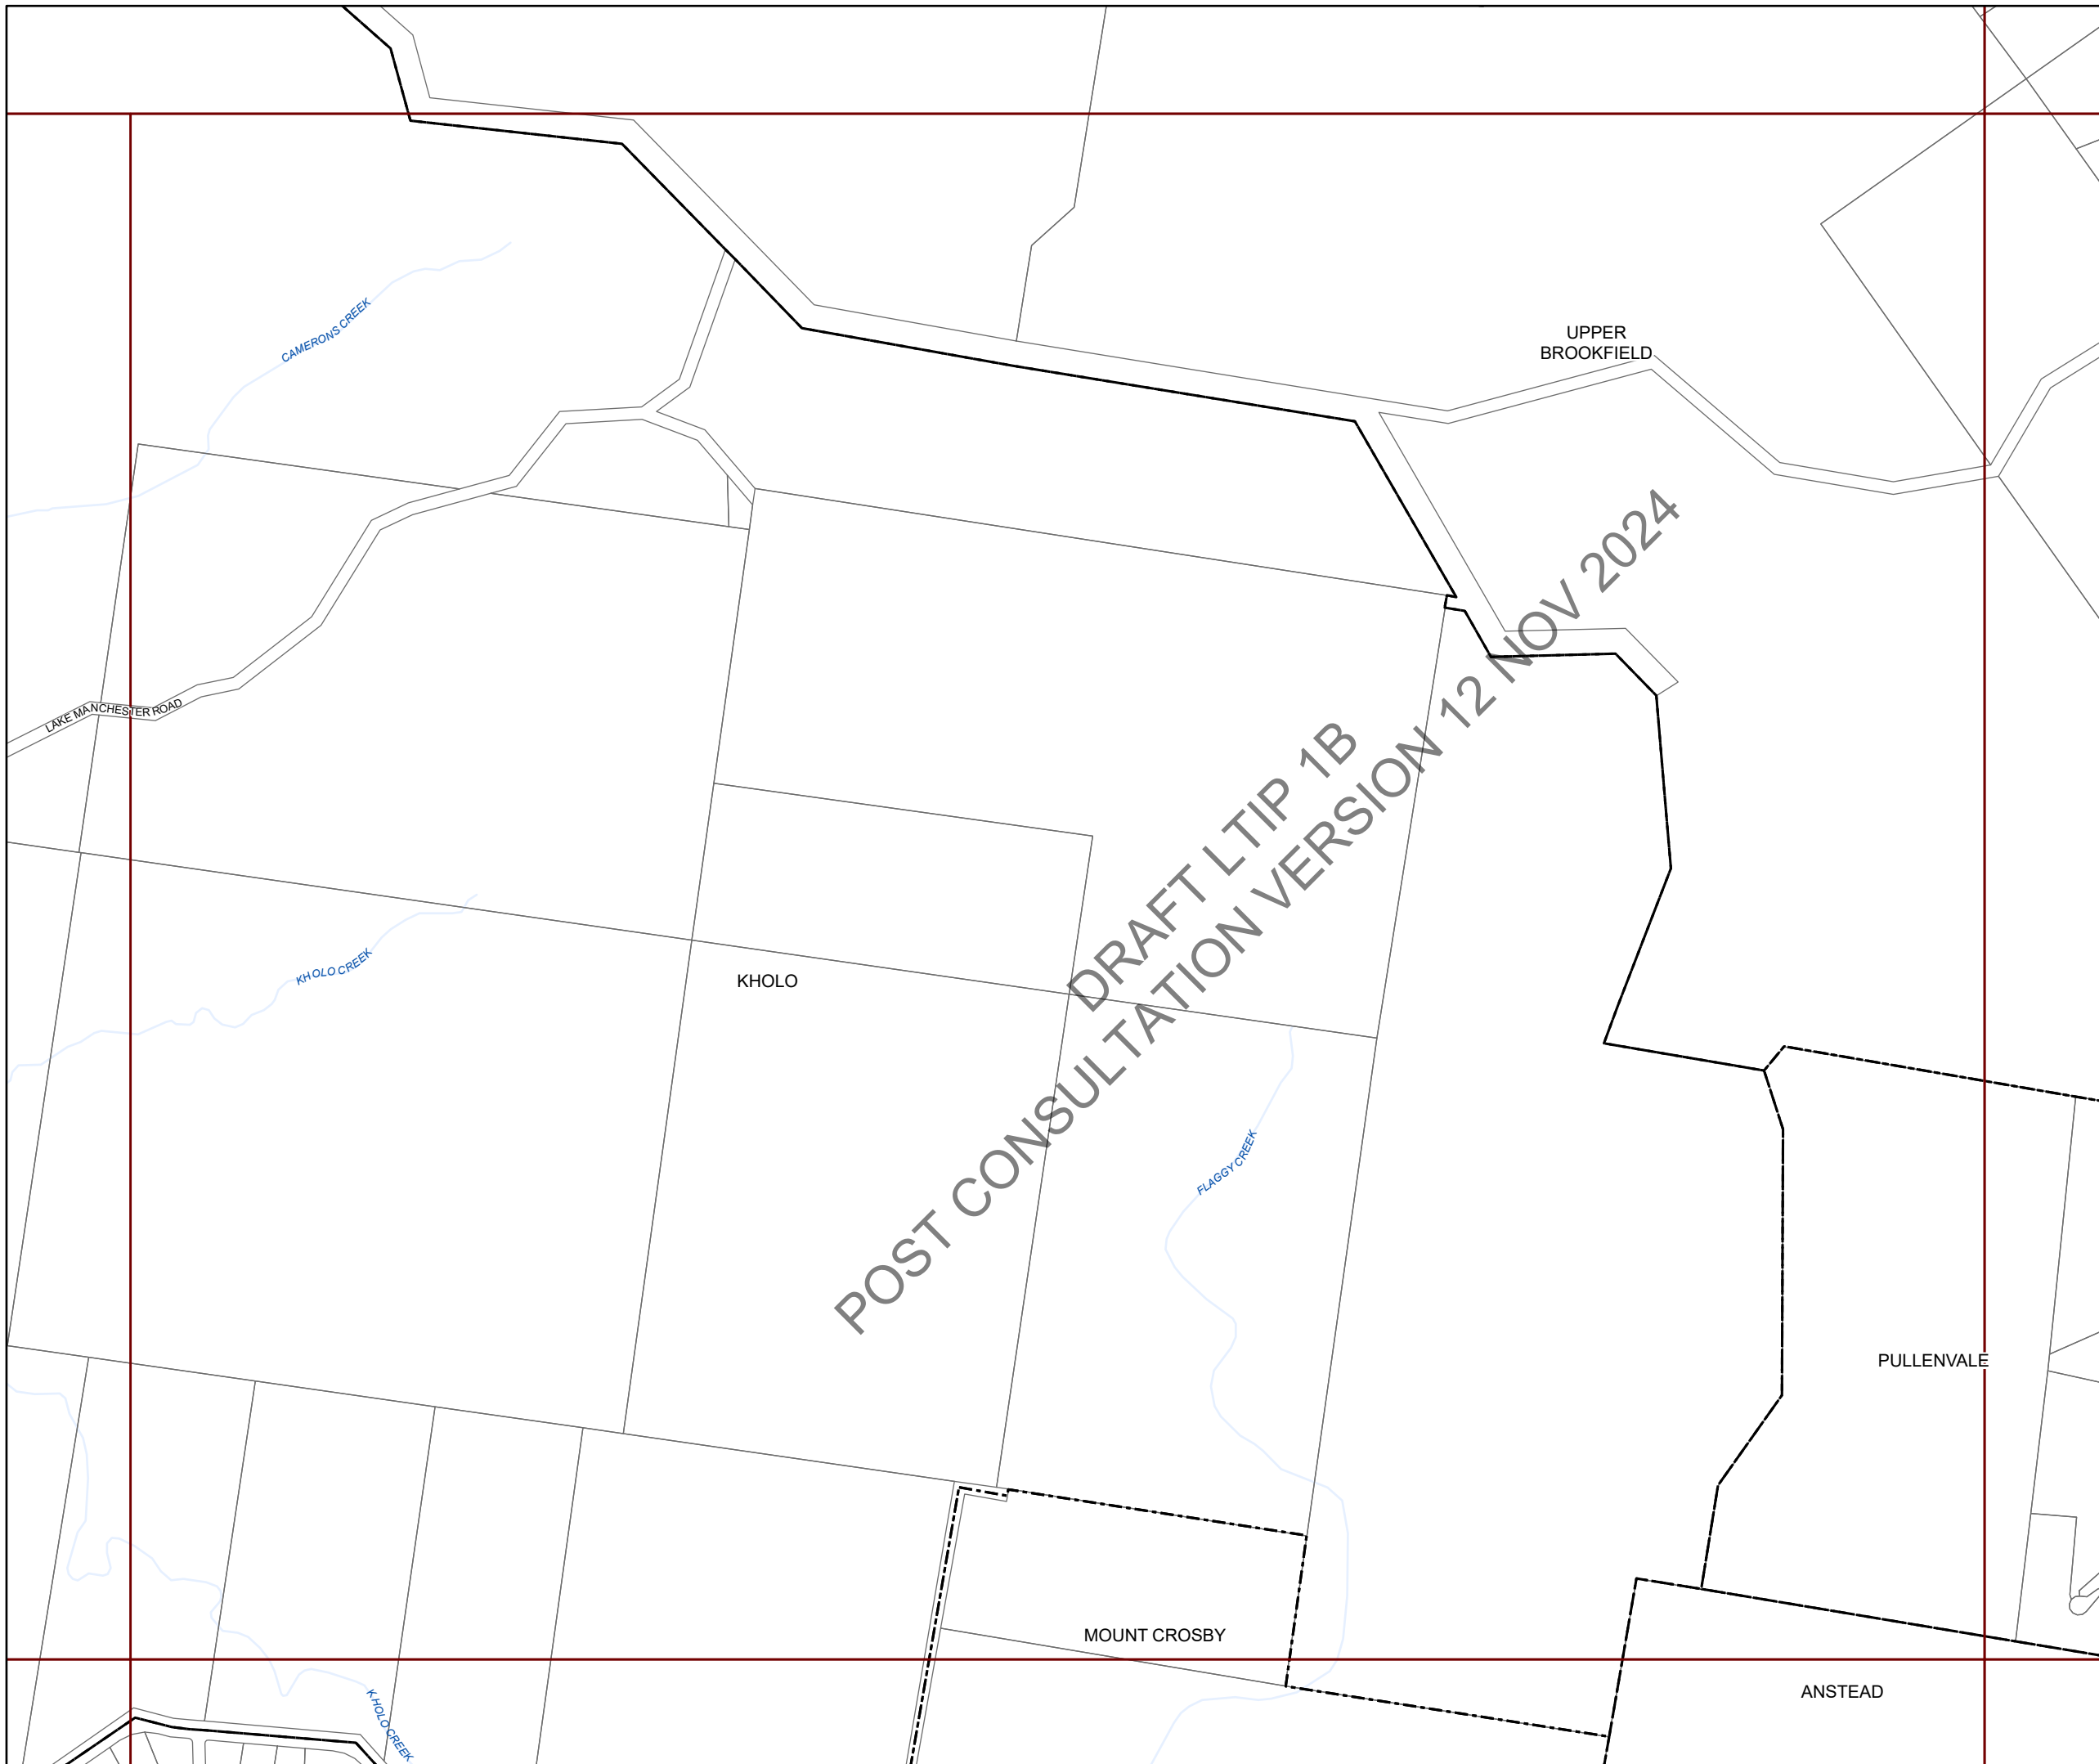 CAMERONS CREEK
UPPER
BROOKFIELD
LAKE MANCHESTER ROAD
DRAFT LTIP 1B
POST CONSULTATION VERSION 12 NOV 2024
KHOLO CREEK
KHOLO
FLAGGY CREEK
PULLENVALE
MOUNT CROSBY
ANSTEAD
KHOLO CREEK